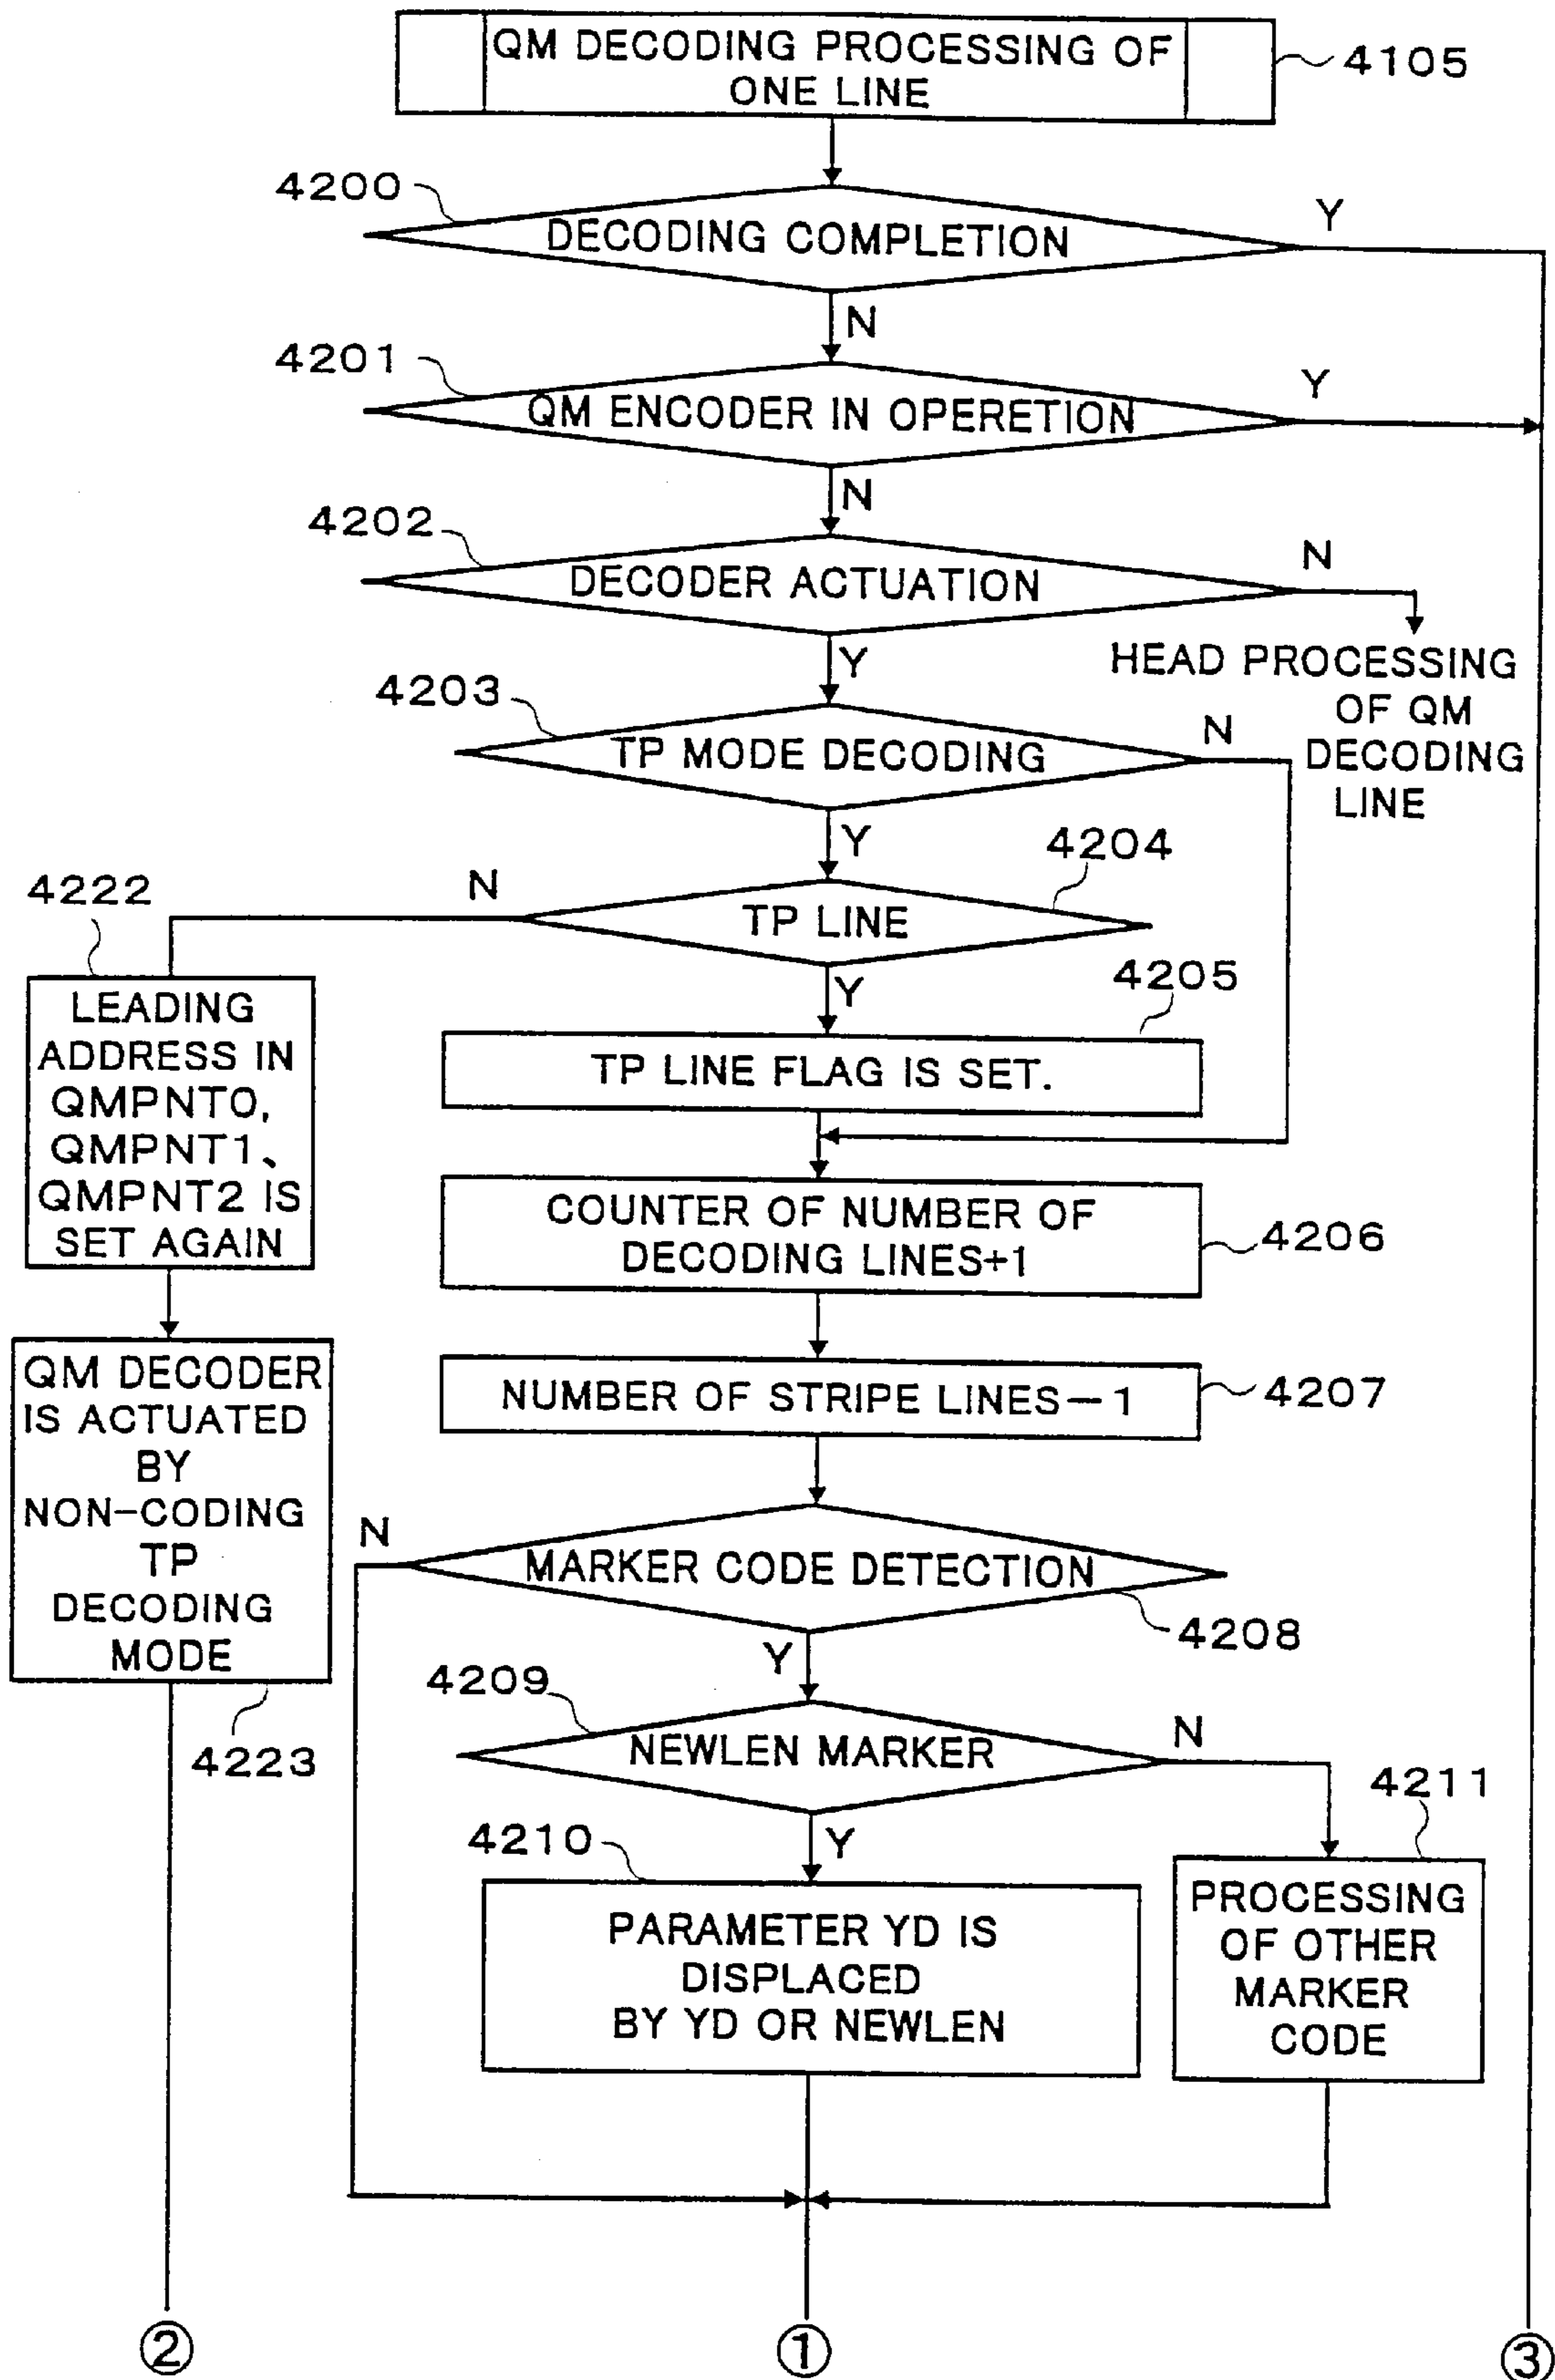 QM DECODING PROCESSING OF
ONE LINE
4105
4200
DECODING COMPLETION
Y
N
4201
QM ENCODER IN OPERETION
Y
N
4202
DECODER ACTUATION
N
Y
HEAD PROCESSING
OF QM
DECODING
LINE
4203
TP MODE DECODING
N
Y
4204
TP LINE
N
Y
4222
LEADING
ADDRESS IN
QMPNT0,
QMPNT1、
QMPNT2 IS
SET AGAIN
4205
TP LINE FLAG IS SET.
COUNTER OF NUMBER OF
DECODING LINES+1
4206
QM DECODER
IS ACTUATED
BY
NON-CODING
TP
DECODING
MODE
4223
NUMBER OF STRIPE LINES-1
4207
N
MARKER CODE DETECTION
4208
Y
4209
NEWLEN MARKER
N
Y
4210
PARAMETER YD IS
DISPLACED
BY YD OR NEWLEN
4211
PROCESSING
OF OTHER
MARKER
CODE
②
①
③